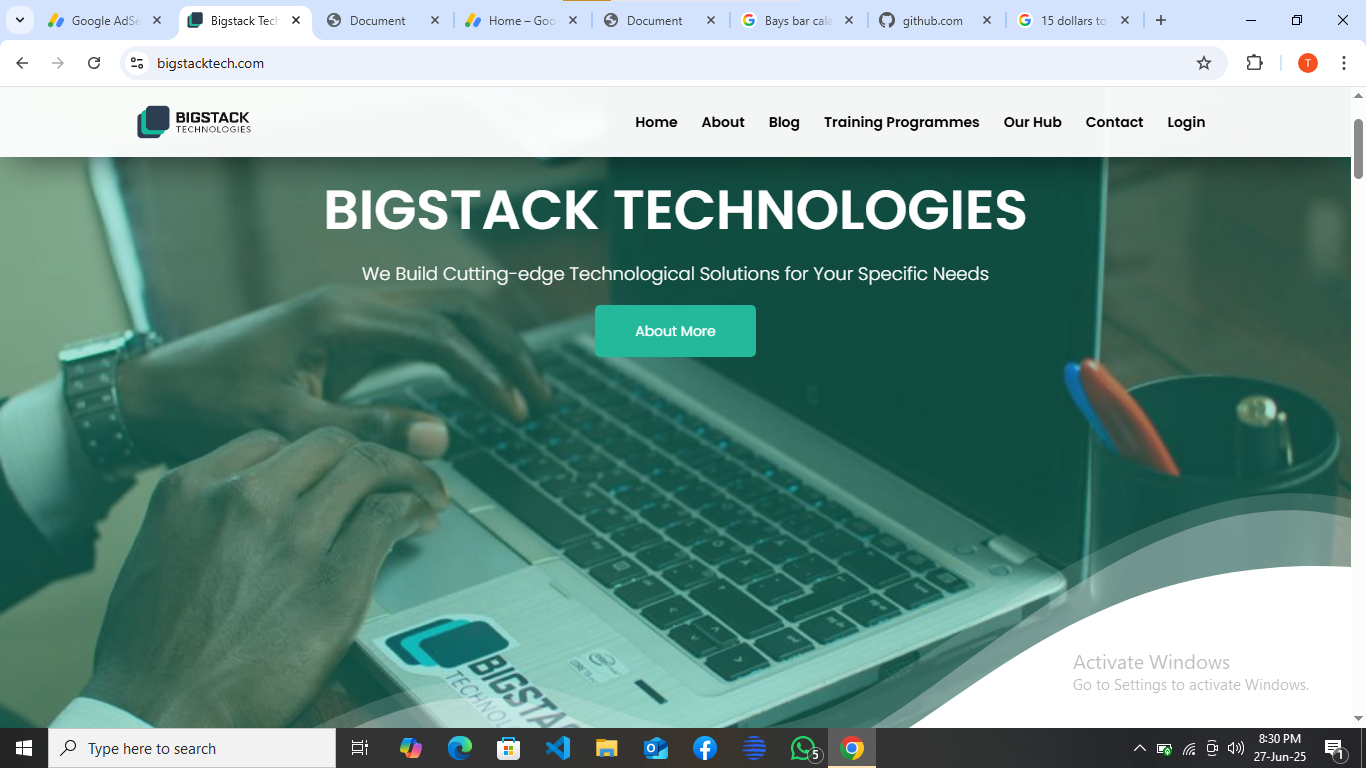 Google AdSe
Bigstack Tec
Document
Home – Goo
Document
Bays bar cala
github.com
15 dollars to
bigstacktech.com
T
BIGSTACK
TECHNOLOGIES
Home
About
Blog
Training Programmes
Our Hub
Contact
Login
BIGSTACK TECHNOLOGIES
We Build Cutting-edge Technological Solutions for Your Specific Needs
About More
BIGSTAC
TECHNOLO
Activate Windows
Go to Settings to activate Windows.
Type here to search
5
8:30 PM
27-Jun-25
1